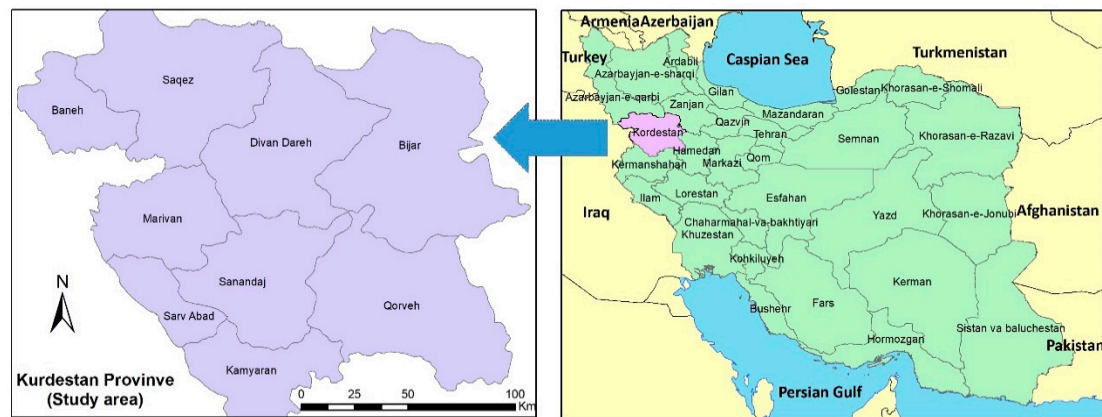 Saqez
Baneh
Divan Dareh
Bijar
Marivan
Sanandaj
Qorveh
Sarv Abad
Kamyaran
N
Kurdestan Provinve
(Study area)
0 25 50 100
Km
Armenia Azerbaijan
Turkey
Caspian Sea
Turkmenistan
Ardabil
Azarbayjan-e-sharqi
Azarbayjan-e-qarbi
Gilan
Golestan
Khorasan-e-Shomali
Zanjan
Mazandaran
Kordestan
Qazvin
Tehran
Semnan
Khorasan-e-Razavi
Hamedan
Kermanshahan
Markazi
Qom
Ilam
Lorestan
Esfahan
Iraq
Yazd
Khorasan-e-Jonubi
Afghanistan
Chaharmahal-va-bakhtiyari
Khuzestan
Kohkiluyeh
Kerman
Bushehr
Fars
Hormozgan
Sistan va baluchestan
Pakistan
Persian Gulf